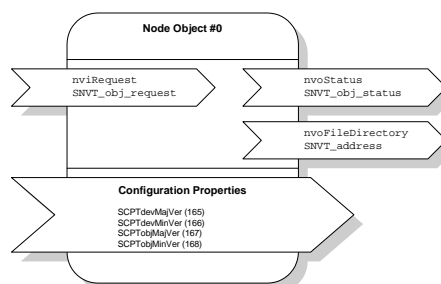 Node Object #0
nviRequest
SNVT_obj_request
nvoStatus
SNVT_obj_status
nvoFileDirectory
SNVT_address
Configuration Properties
SCPTdevMajVer (165)
SCPTdevMinVer (166)
SCPTobjMajVer (167)
SCPTobjMinVer (168)